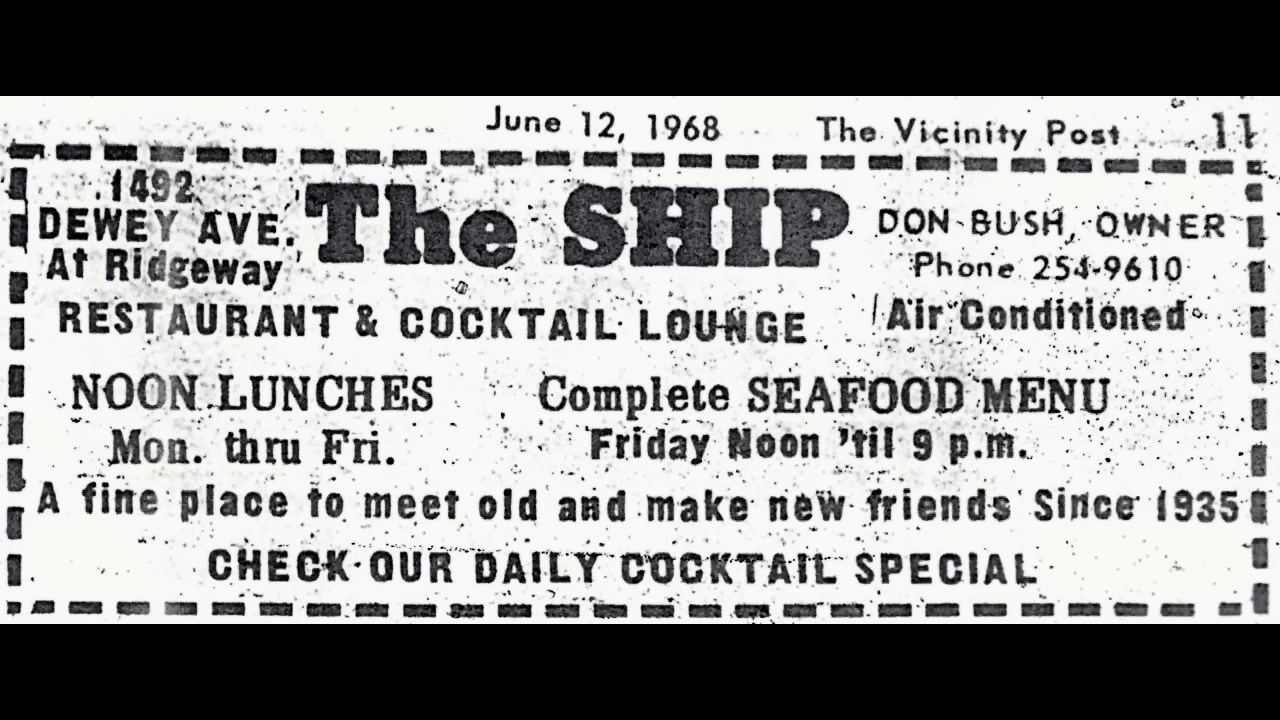 June 12, 1968 The Vicinity Post 11
1492
DEWEY AVE.
At Ridgeway
The SHIP
DON BUSH, OWNER
Phone 254-9610
Air Conditioned
RESTAURANT & COCKTAIL LOUNGE
NOON LUNCHES
Mon. thru Fri.
Complete SEAFOOD MENU
Friday Noon 'til 9 p.m.
A fine place to meet old and make new friends Since 1935
CHECK OUR DAILY COCKTAIL SPECIAL